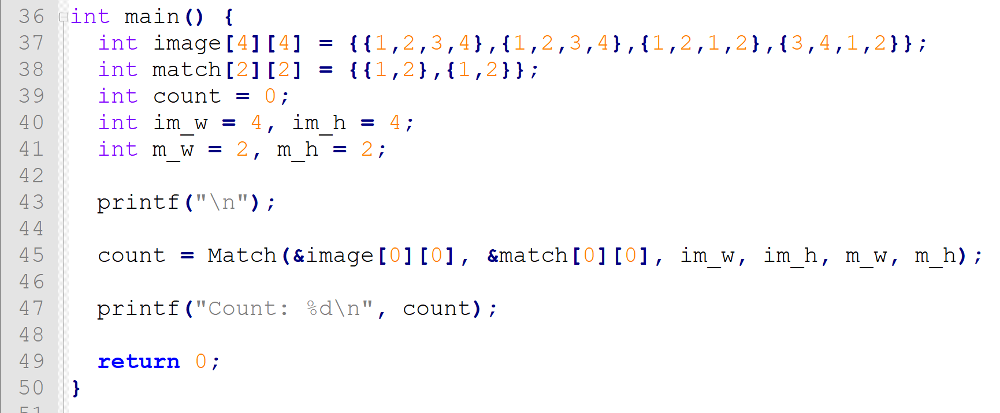 36 int main() {
37 int image[4][4] = {{1,2,3,4},{1,2,3,4},{1,2,1,2},{3,4,1,2}};
38 int match[2][2] = {{1,2},{1,2}};
39 int count = 0;
40 int im_w = 4, im_h = 4;
41 int m_w = 2, m_h = 2;
42
43 printf("\n");
44
45 count = Match(&image[0][0], &match[0][0], im_w, im_h, m_w, m_h);
46
47 printf("Count: %d\n", count);
48
49 return 0;
50 }
51